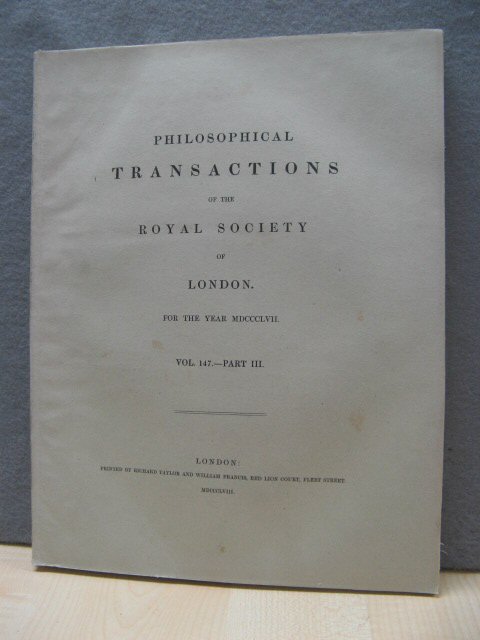 PHILOSOPHICAL
TRANSACTIONS
OF THE
ROYAL SOCIETY
OF
LONDON.
FOR THE YEAR MDCCCLVII.
VOL. 147.—PART III.
LONDON:
PRINTED BY RICHARD TAYLOR AND WILLIAM FRANCIS, RED LION COURT, FLEET STREET.
MDCCCLVIII.